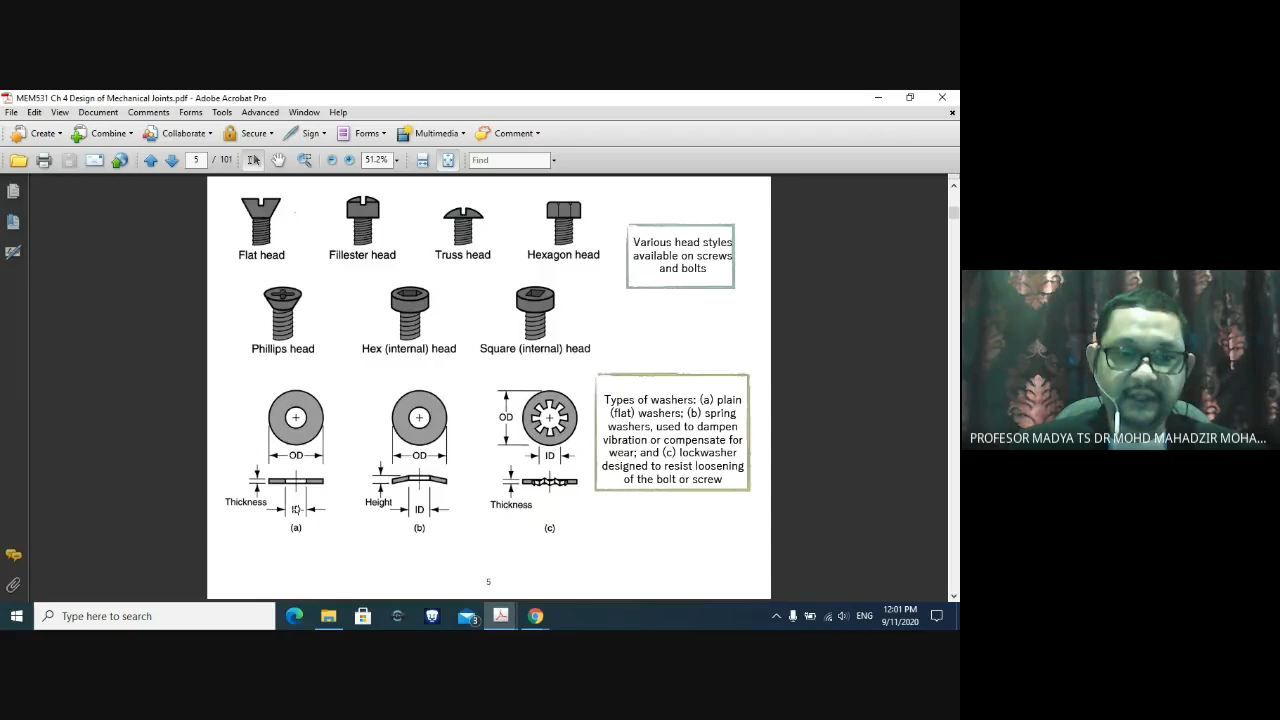 MEM531 Ch 4 Design of Mechanical Joints.pdf - Adobe Acrobat Pro
File Edit View Document Comments Forms Tools Advanced Window Help
Create Combine Collaborate Secure Sign Forms Multimedia Comment
5 / 101 51.2% Find
Flat head Fillester head Truss head Hexagon head
Various head styles
available on screws
and bolts
Phillips head Hex (internal) head Square (internal) head
Types of washers: (a) plain
(flat) washers; (b) spring
washers, used to dampen
vibration or compensate for
wear; and (c) lockwasher
designed to resist loosening
of the bolt or screw
OD OD OD ID
Thickness Height Thickness
ID ID
(a) (b) (c)
5
PROFESOR MADYA TS DR MOHD MAHADZIR MOHA...
Type here to search
3
ENG
12:01 PM
9/11/2020